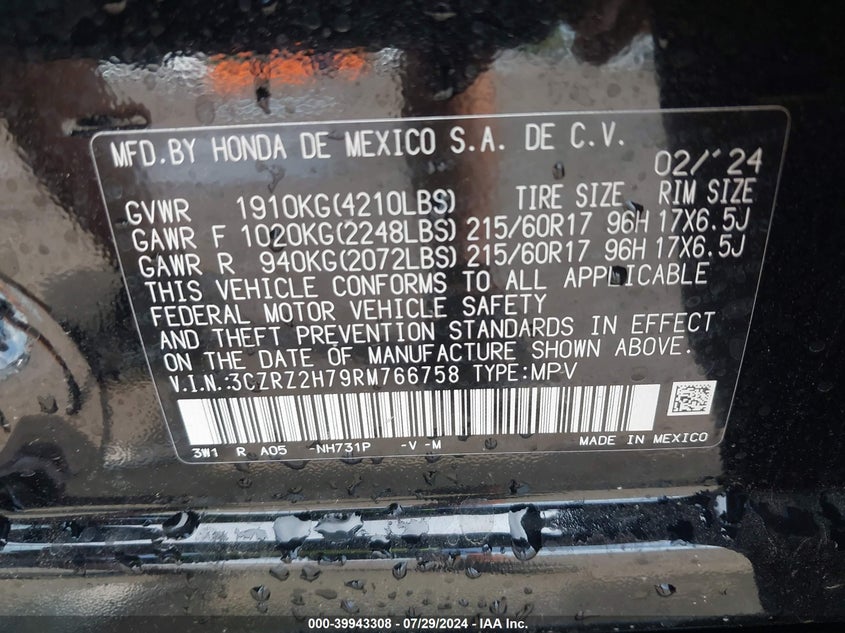 MFD.BY HONDA DE MEXICO S.A. DE C.V.
02/'24
GVWR 1910KG(4210LBS) TIRE SIZE RIM SIZE
GAWR F 1020KG(2248LBS) 215/60R17 96H 17X6.5J
GAWR R 940KG(2072LBS) 215/60R17 96H 17X6.5J
THIS VEHICLE CONFORMS TO ALL APPLICABLE
FEDERAL MOTOR VEHICLE SAFETY
AND THEFT PREVENTION STANDARDS IN EFFECT
ON THE DATE OF MANUFACTURE SHOWN ABOVE.
V.I.N.:3CZRZ2H79RM766758 TYPE:MPV
3W1 R A05 -NH731P -V -M MADE IN MEXICO
000-39943308 - 07/29/2024 - IAA Inc.